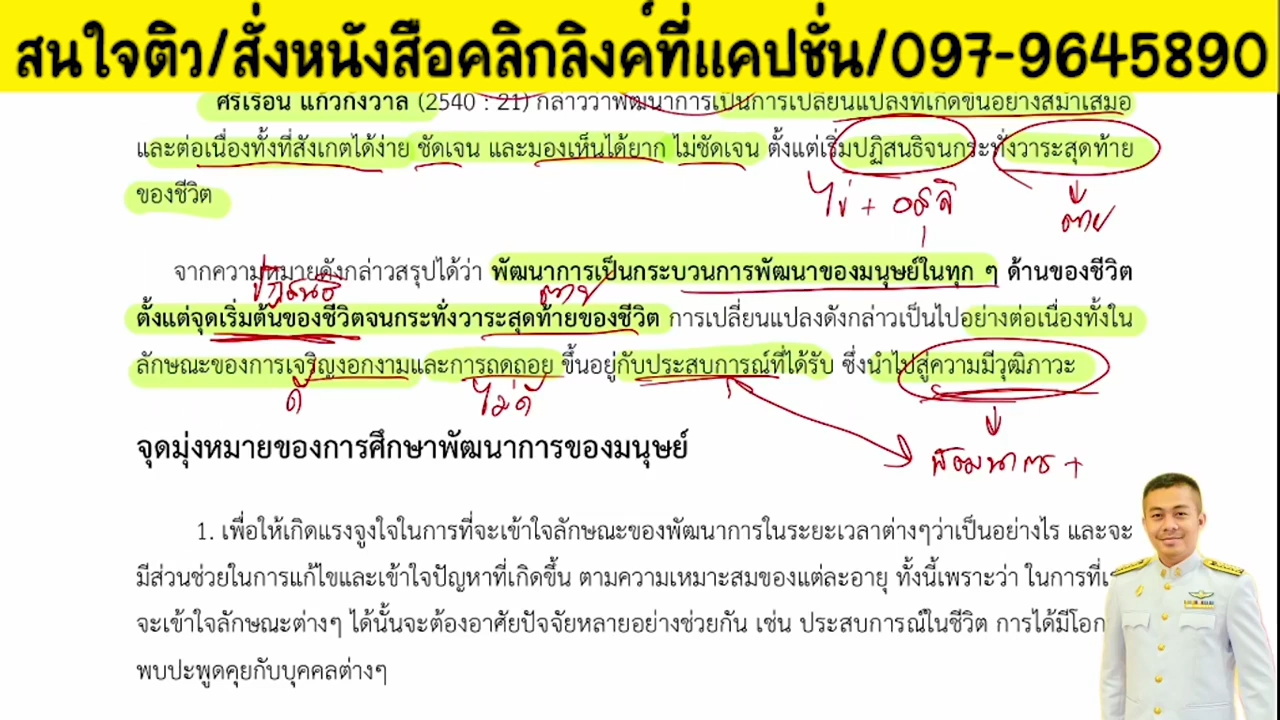 สนใจติว/สั่งหนังสือคลิกลิงค์ที่แคปชั่น/097-9645890
ศรีเรือน แก้วกังวาล (2540 : 21) กล่าวว่าพัฒนาการเป็นการเปลี่ยนแปลงที่เกิดขึ้นอย่างสม่ำเสมอ
และต่อเนื่องทั้งที่สังเกตได้ง่าย ชัดเจน และมองเห็นได้ยาก ไม่ชัดเจน ตั้งแต่เริ่มปฏิสนธิจนกระทั่งวาระสุดท้าย
ของชีวิต
ไข่ + อสุจิ
ตาย
จากความหมายดังกล่าวสรุปได้ว่า พัฒนาการเป็นกระบวนการพัฒนาของมนุษย์ในทุก ๆ ด้านของชีวิต
ปฏิสนธิ ตาย
ตั้งแต่จุดเริ่มต้นของชีวิตจนกระทั่งวาระสุดท้ายของชีวิต การเปลี่ยนแปลงดังกล่าวเป็นไปอย่างต่อเนื่องทั้งใน
ลักษณะของการเจริญงอกงามและการถดถอย ขึ้นอยู่กับประสบการณ์ที่ได้รับ ซึ่งนำไปสู่ความมีวุฒิภาวะ
ดี ไม่ดี
พัฒนาการ +
จุดมุ่งหมายของการศึกษาพัฒนาการของมนุษย์
1. เพื่อให้เกิดแรงจูงใจในการที่จะเข้าใจลักษณะของพัฒนาการในระยะเวลาต่างๆว่าเป็นอย่างไร และจะ
มีส่วนช่วยในการแก้ไขและเข้าใจปัญหาที่เกิดขึ้น ตามความเหมาะสมของแต่ละอายุ ทั้งนี้เพราะว่า ในการที่
จะเข้าใจลักษณะต่างๆ ได้นั้นจะต้องอาศัยปัจจัยหลายอย่างช่วยกัน เช่น ประสบการณ์ในชีวิต การได้มีโอก
พบปะพูดคุยกับบุคคลต่างๆ